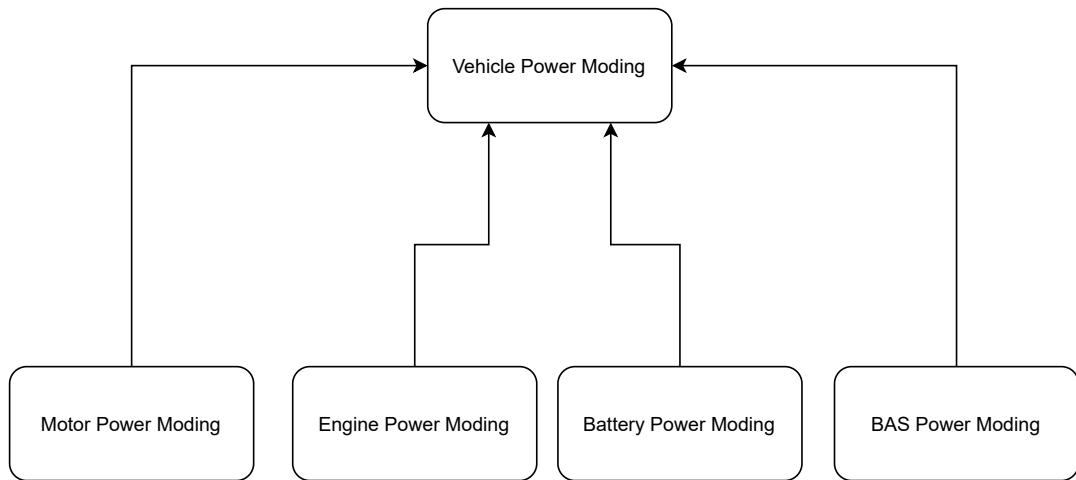 Vehicle Power Moding
Motor Power Moding
Engine Power Moding
Battery Power Moding
BAS Power Moding